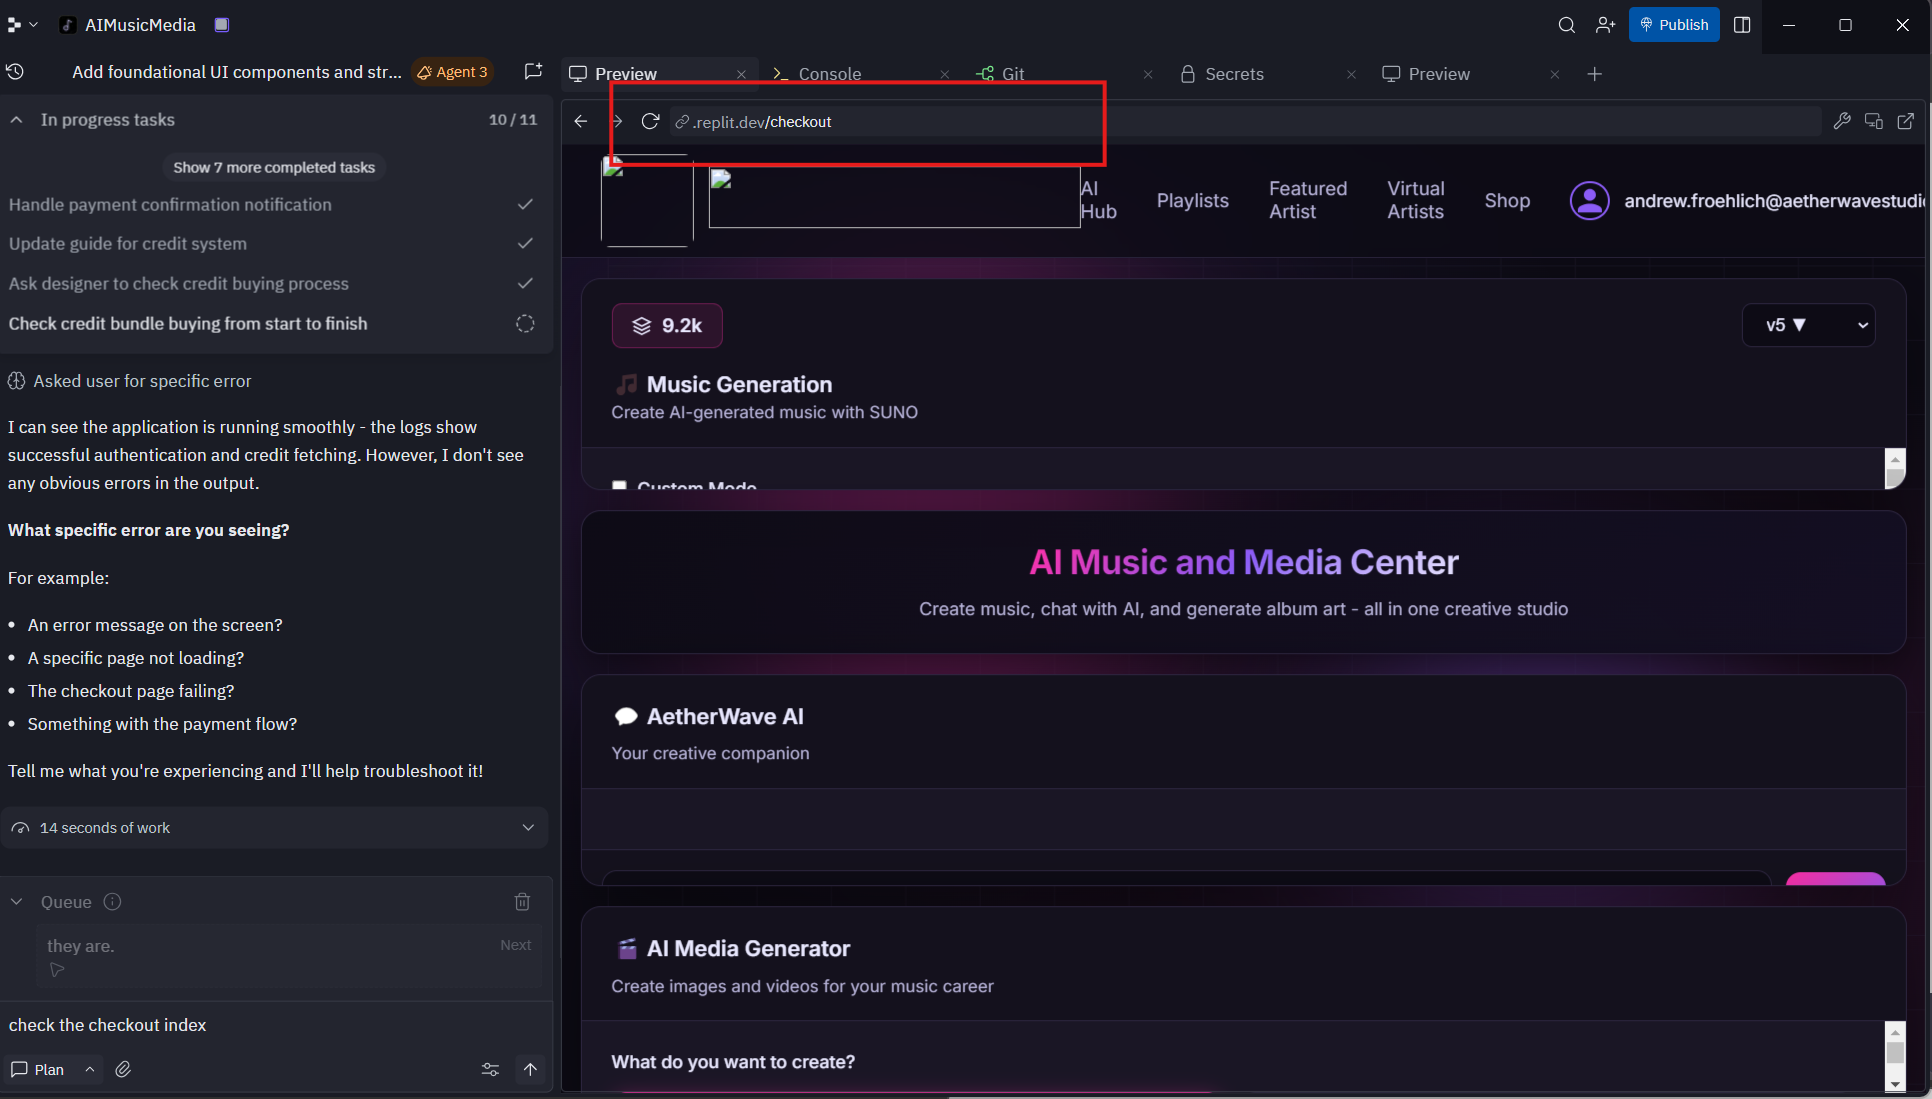 AIMusicMedia
Publish
Add foundational UI components and str...
Agent 3
Preview
Console
Git
Secrets
Preview
In progress tasks
10 / 11
Show 7 more completed tasks
Handle payment confirmation notification
Update guide for credit system
Ask designer to check credit buying process
Check credit bundle buying from start to finish
Asked user for specific error
I can see the application is running smoothly - the logs show
successful authentication and credit fetching. However, I don't see
any obvious errors in the output.
What specific error are you seeing?
For example:
• An error message on the screen?
• A specific page not loading?
• The checkout page failing?
• Something with the payment flow?
Tell me what you're experiencing and I'll help troubleshoot it!
14 seconds of work
Queue
they are.
Next
check the checkout index
Plan
.replit.dev/checkout
AI
Hub
Playlists
Featured
Artist
Virtual
Artists
Shop
andrew.froehlich@aetherwavestudi
9.2k
v5 ▼
Music Generation
Create AI-generated music with SUNO
Custom Mode
AI Music and Media Center
Create music, chat with AI, and generate album art - all in one creative studio
AetherWave AI
Your creative companion
AI Media Generator
Create images and videos for your music career
What do you want to create?